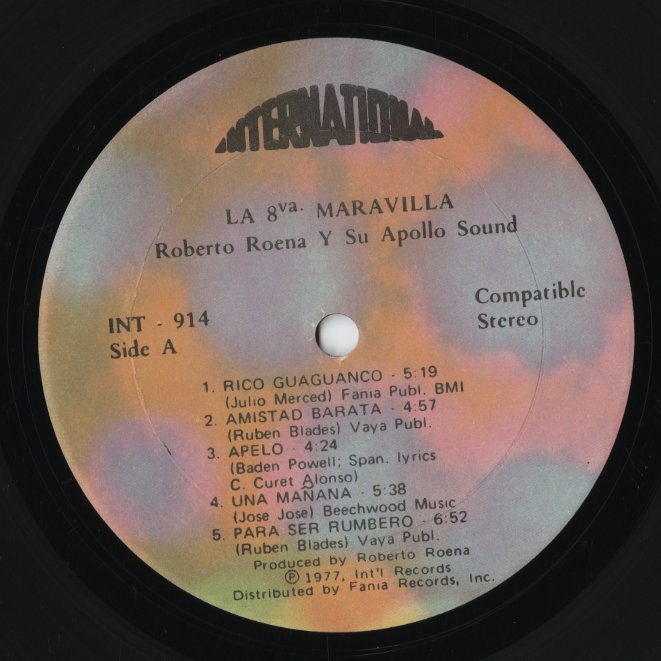 INTERNATIONAL
LA 8va. MARAVILLA
Roberto Roena Y Su Apollo Sound
INT - 914
Side A
Compatible
Stereo
1. RICO GUAGUANCO - 5:19
(Julio Merced) Fania Publ. BMI
2. AMISTAD BARATA - 4:57
(Ruben Blades) Vaya Publ.
3. APELO - 4:24
(Baden Powell; Span. lyrics
C. Curet Alonso)
4. UNA MAÑANA - 5:38
(Jose Jose) Beechwood Music
5. PARA SER RUMBERO - 6:52
(Ruben Blades) Vaya Publ.
Produced by Roberto Roena
Ⓟ 1977, Int'l Records
Distributed by Fania Records, Inc.